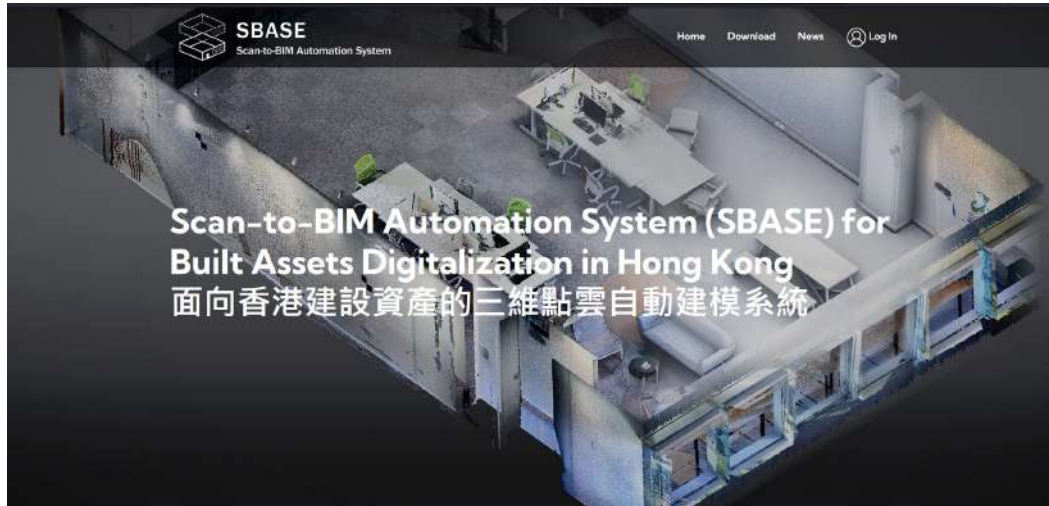 SBASE
Scan-to-BIM Automation System
Home Download News Log In
Scan-to-BIM Automation System (SBASE) for
Built Assets Digitalization in Hong Kong
面向香港建設資產的三維點雲自動建模系統